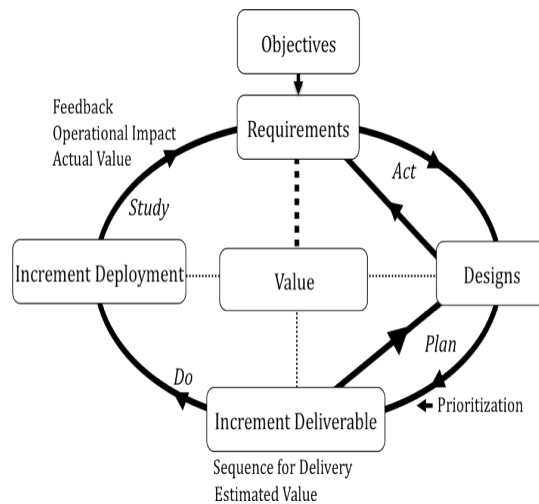 Objectives
Feedback
Operational Impact
Actual Value
Requirements
Act
Study
Increment Deployment
Value
Designs
Plan
Do
Prioritization
Increment Deliverable
Sequence for Delivery
Estimated Value